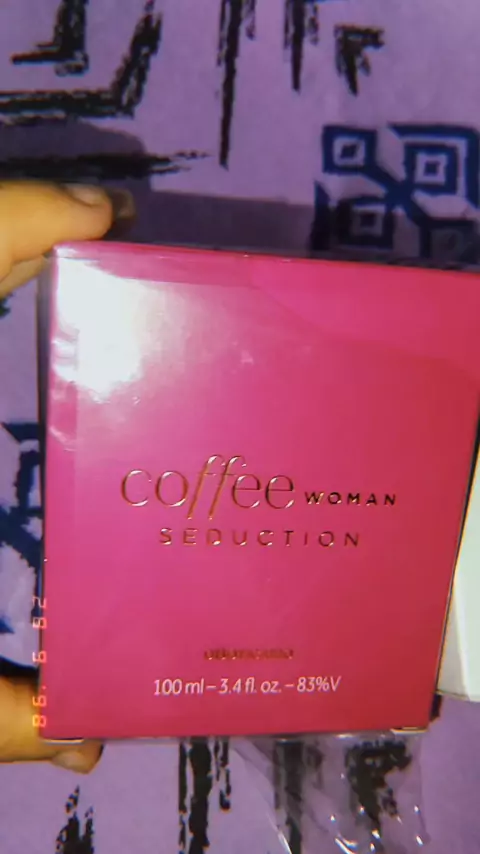 coffee WOMAN
SEDUCTION
100 ml – 3.4 fl. oz. – 83%V